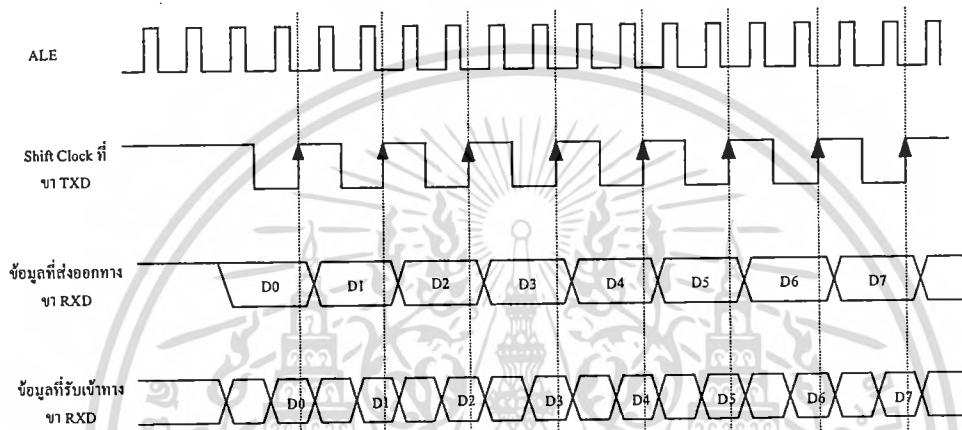 ALE
Shift Clock ที่
ขา TXD
ข้อมูลที่ส่งออกทาง
ขา RXD
D0 D1 D2 D3 D4 D5 D6 D7
ข้อมูลที่รับเข้าทาง
ขา RXD
D0 D1 D2 D3 D4 D5 D6 D7